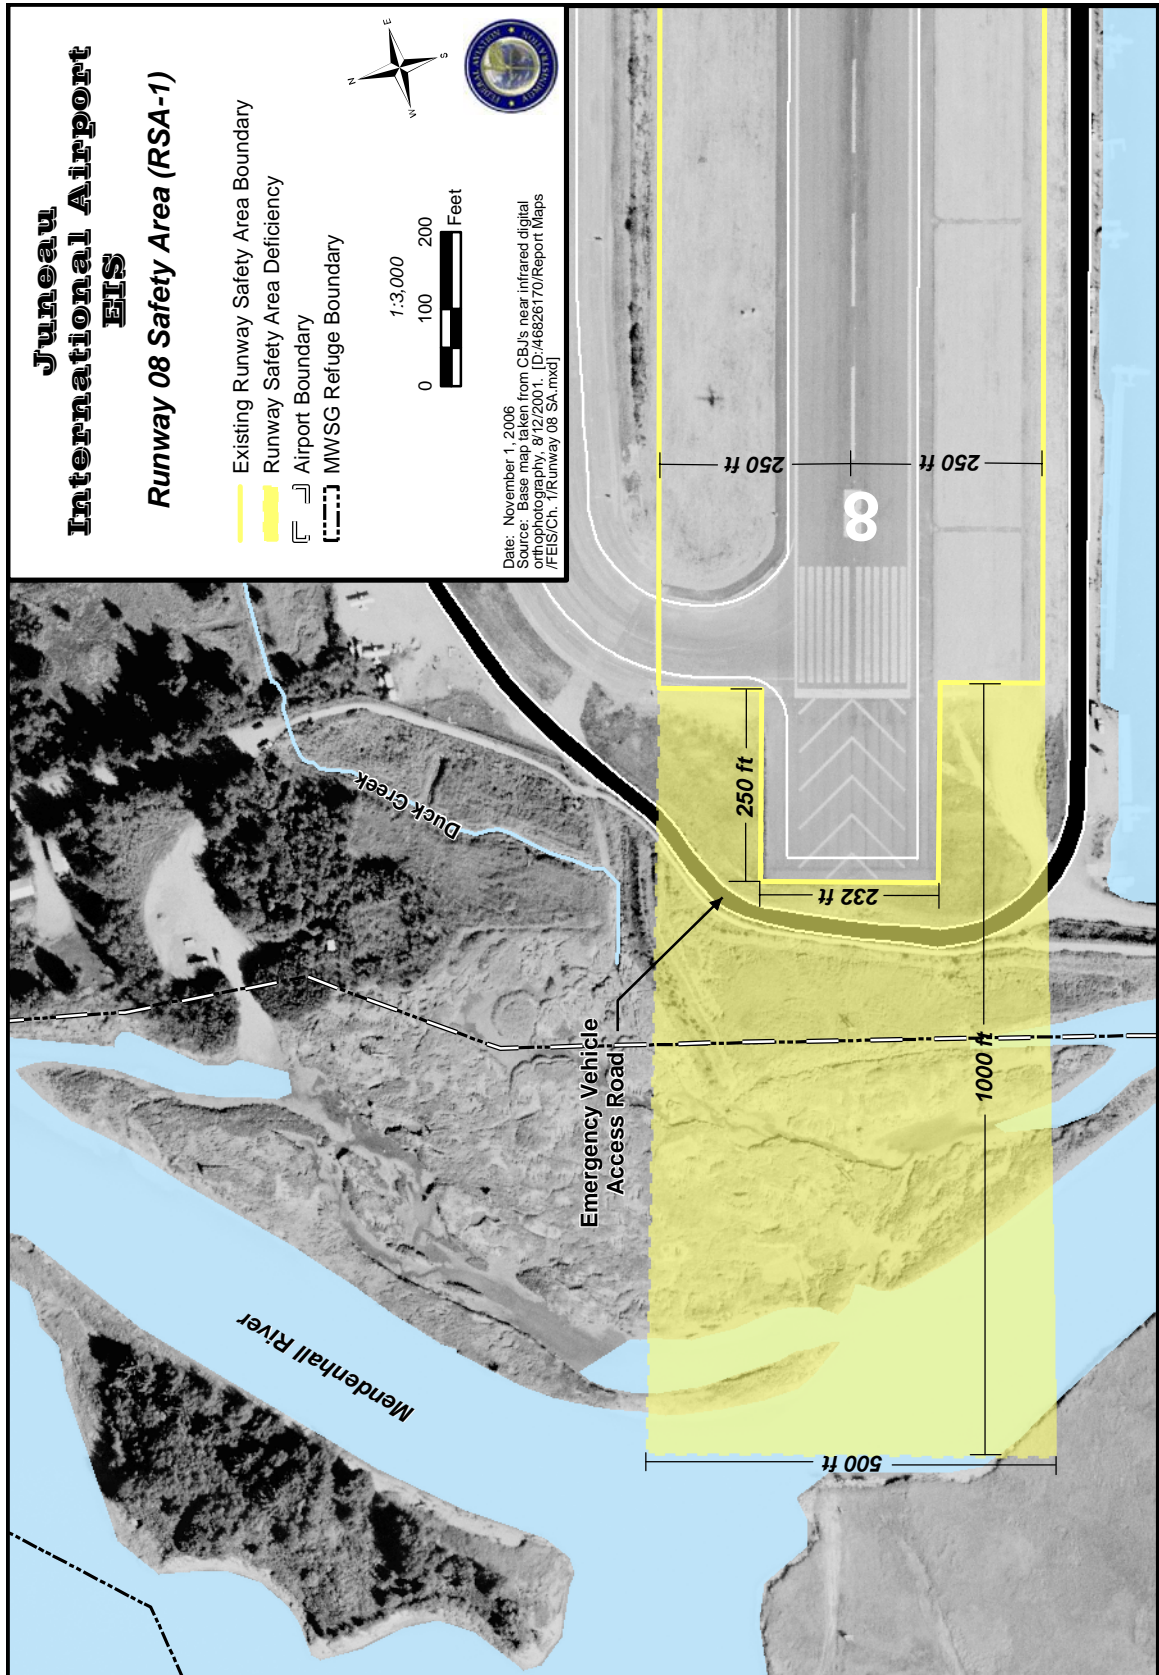 Juneau
International Airport
EIS
Runway 08 Safety Area (RSA-1)
Existing Runway Safety Area Boundary
Runway Safety Area Deficiency
Airport Boundary
MWSG Refuge Boundary
1:3,000
0 100 200
Feet
Date: November 1, 2006
Source: Base map taken from CBJ's near infrared digital
orthophotography, 8/12/2001. [D:/46826170/Report Maps
/FEIS/Ch. 1/Runway 08 SA.mxd]
N
E
S
W
FEDERAL AVIATION
ADMINISTRATION
Duck Creek
Mendenhall River
Emergency Vehicle
Access Road
250 ft
250 ft
8
250 ft
232 ft
1000 ft
500 ft